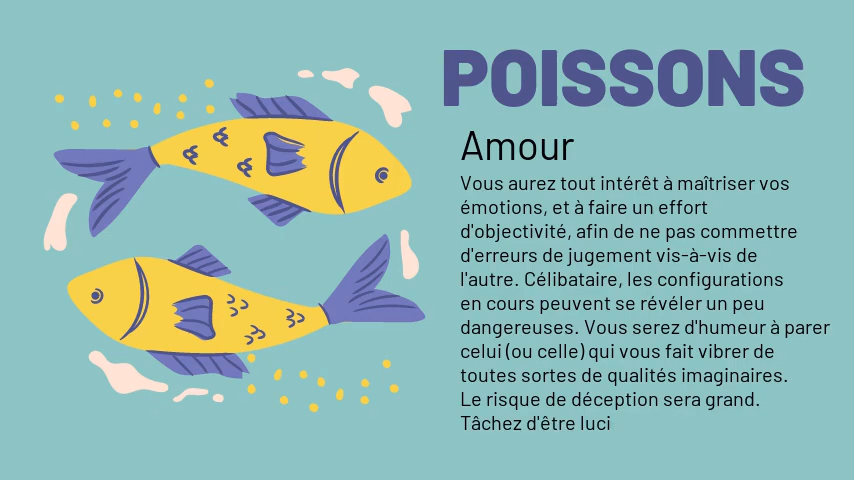 POISSONS
Amour
Vous aurez tout intérêt à maîtriser vos
émotions, et à faire un effort
d'objectivité, afin de ne pas commettre
d'erreurs de jugement vis-à-vis de
l'autre. Célibataire, les configurations
en cours peuvent se révéler un peu
dangereuses. Vous serez d'humeur à parer
celui (ou celle) qui vous fait vibrer de
toutes sortes de qualités imaginaires.
Le risque de déception sera grand.
Tâchez d'être luci